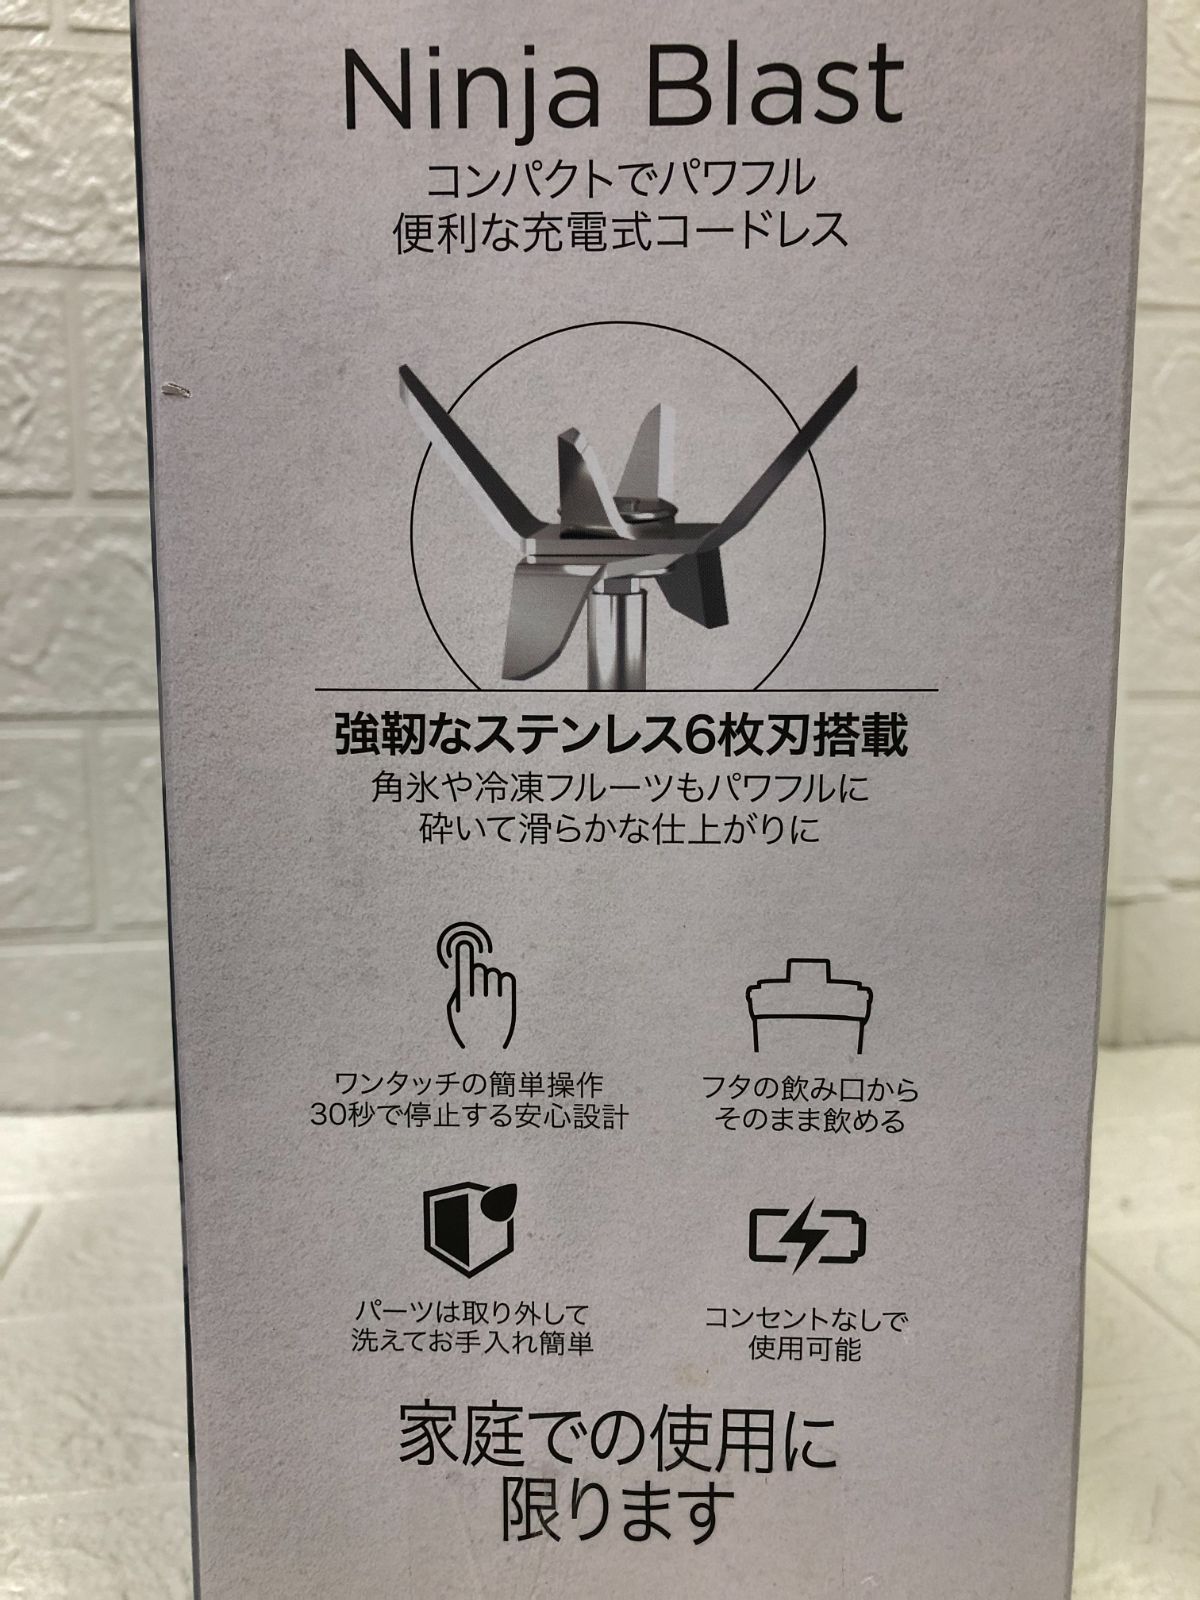 Ninja Blast
コンパクトでパワフル
便利な充電式コードレス
強靭なステンレス6枚刃搭載
角氷や冷凍フルーツもパワフルに
砕いて滑らかな仕上がりに
ワンタッチの簡単操作
30秒で停止する安心設計
フタの飲み口から
そのまま飲める
パーツは取り外して
洗えてお手入れ簡単
コンセントなしで
使用可能
家庭での使用に
限ります